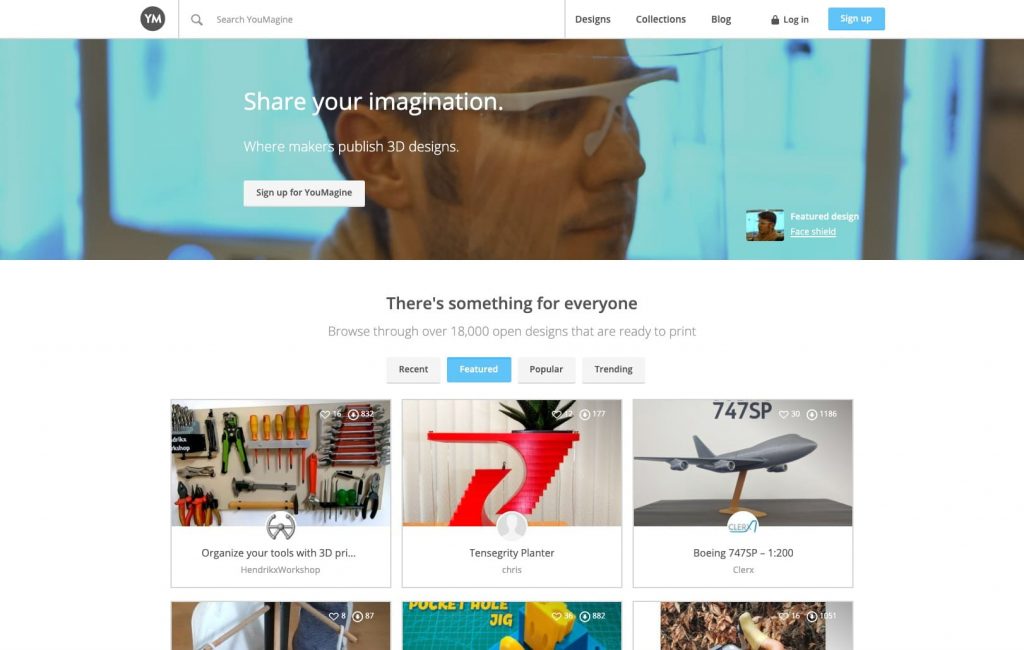 YM
Search YouMagine
Designs
Collections
Blog
Log in
Sign up
Share your imagination.
Where makers publish 3D designs.
Sign up for YouMagine
Featured design
Face shield
There's something for everyone
Browse through over 18,000 open designs that are ready to print
Recent
Featured
Popular
Trending
16 832
12 177
747SP
30 1186
Workshop
CLERX
Organize your tools with 3D pri...
HendrikxWorkshop
Tensegrity Planter
chris
Boeing 747SP – 1:200
Clerx
8 87
POCKET HOLE
JIG
36 882
16 1051